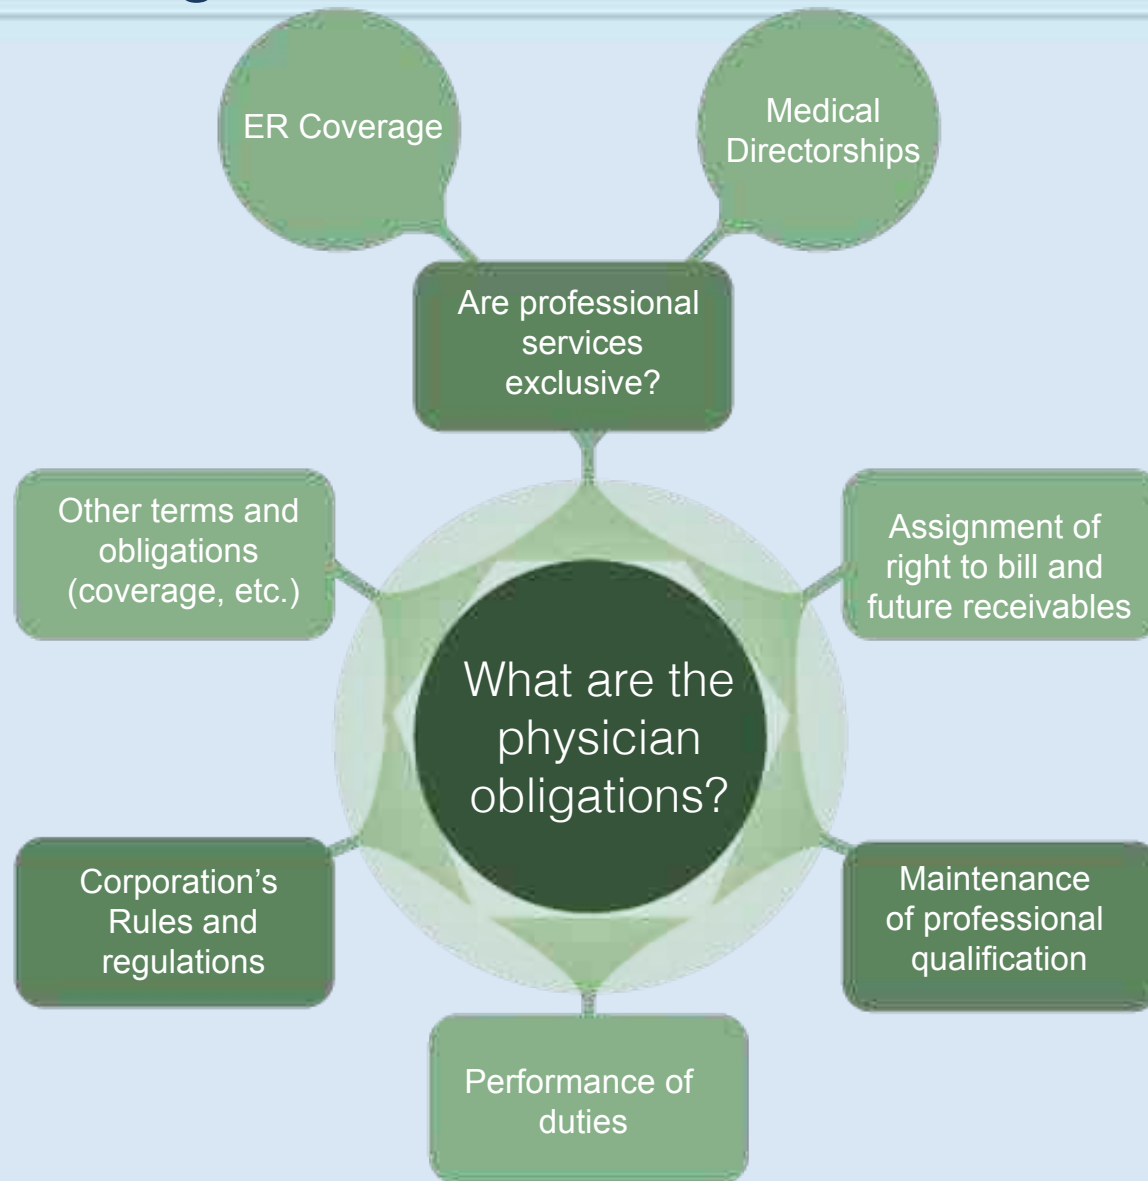 ER Coverage
Medical
Directorships
Are professional
services
exclusive?
Other terms and
obligations
(coverage, etc.)
Assignment of
right to bill and
future receivables
What are the
physician
obligations?
Corporation’s
Rules and
regulations
Maintenance
of professional
qualification
Performance of
duties